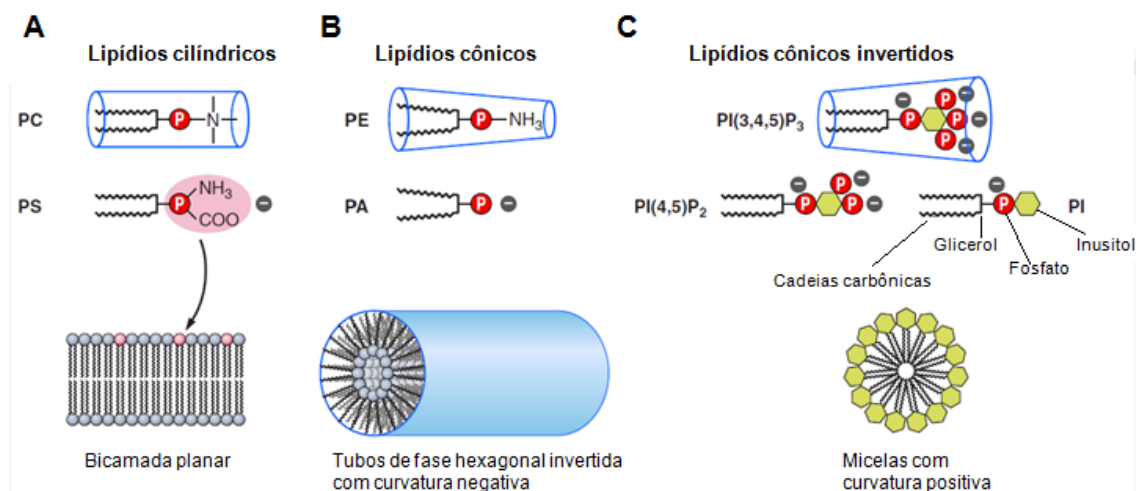 A
Lipídios cilíndricos
PC
P
N
PS
NH3
P
COO
Bicamada planar
B
Lipídios cônicos
PE
P
NH3
PA
P
Tubos de fase hexagonal invertida
com curvatura negativa
C
Lipídios cônicos invertidos
PI(3,4,5)P3
P
P
P
P
PI(4,5)P2
P
P
P
P
PI
Glicerol
Inusitol
Fosfato
Cadeias carbônicas
Micelas com
curvatura positiva